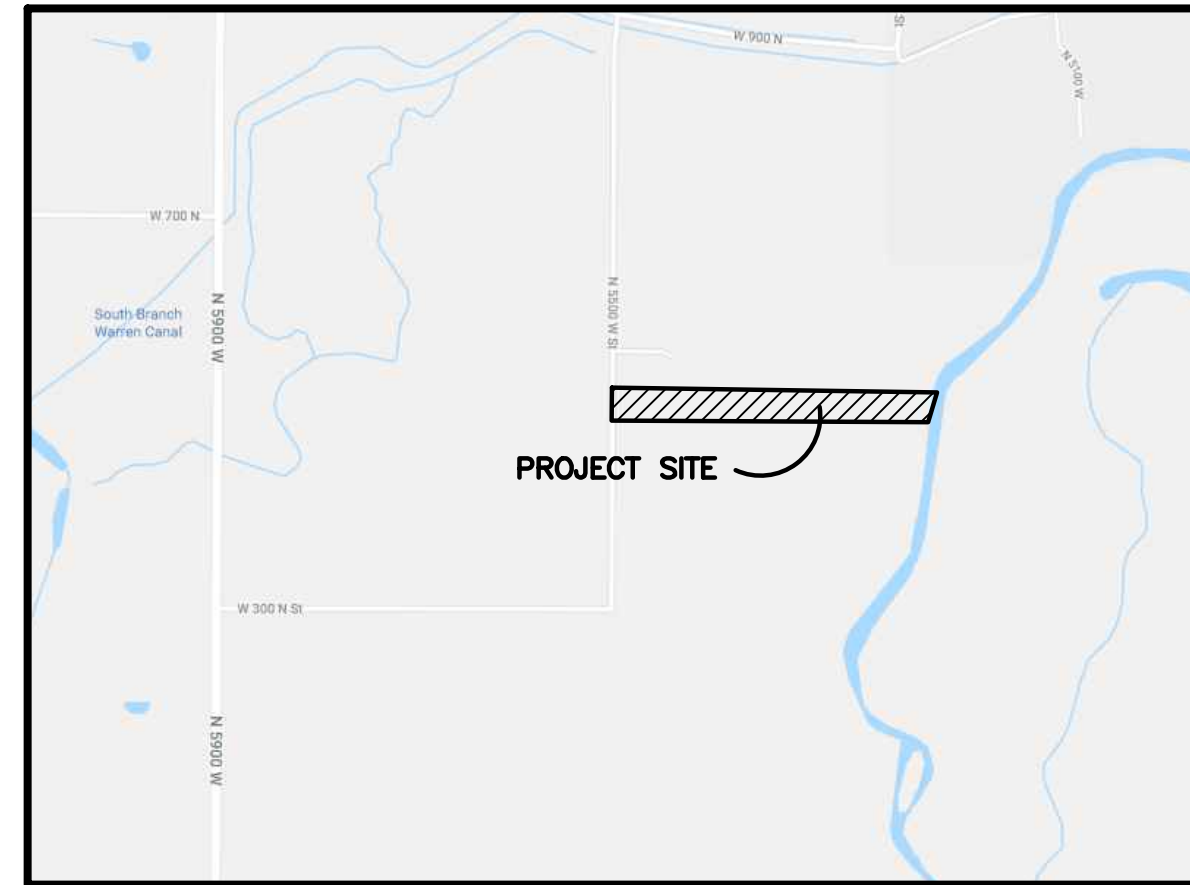 St
W 900 N
N 5100 W
W 700 N
N 5900 W
N 5500 W St
South Branch
Warren Canal
PROJECT SITE
W 300 N St
N 5900 W